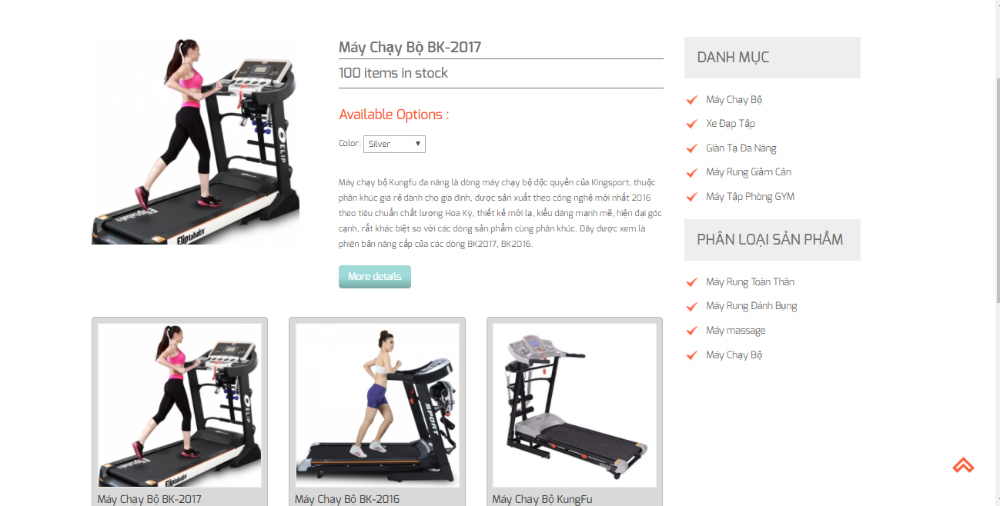 Máy Chạy Bộ BK-2017
100 items in stock
Available Options :
Color: Silver
Máy chạy bộ Kungfu đa năng là dòng máy chạy bộ độc quyền của Kingsport, thuộc
phân khúc giá rẻ dành cho gia đình, được sản xuất theo công nghệ mới nhất 2016
theo tiêu chuẩn chất lượng Hoa Kỳ, thiết kế mới lạ, kiểu dáng mạnh mẽ, hiện đại góc
cạnh, rất khác biệt so với các dòng sản phẩm cùng phân khúc. Đây được xem là
phiên bản nâng cấp của các dòng BK2017, BK2016.
More details
ELIP
Eliptabatn
Máy Chạy Bộ BK-2017
ELIP
Eliptabatn
Máy Chạy Bộ BK-2016
SPORT
Máy Chạy Bộ KungFu
DANH MỤC
Máy Chạy Bộ
Xe Đạp Tập
Giàn Tạ Đa Năng
Máy Rung Giảm Cân
Máy Tập Phòng GYM
PHÂN LOẠI SẢN PHẨM
Máy Rung Toàn Thân
Máy Rung Đánh Bụng
Máy massage
Máy Chạy Bộ